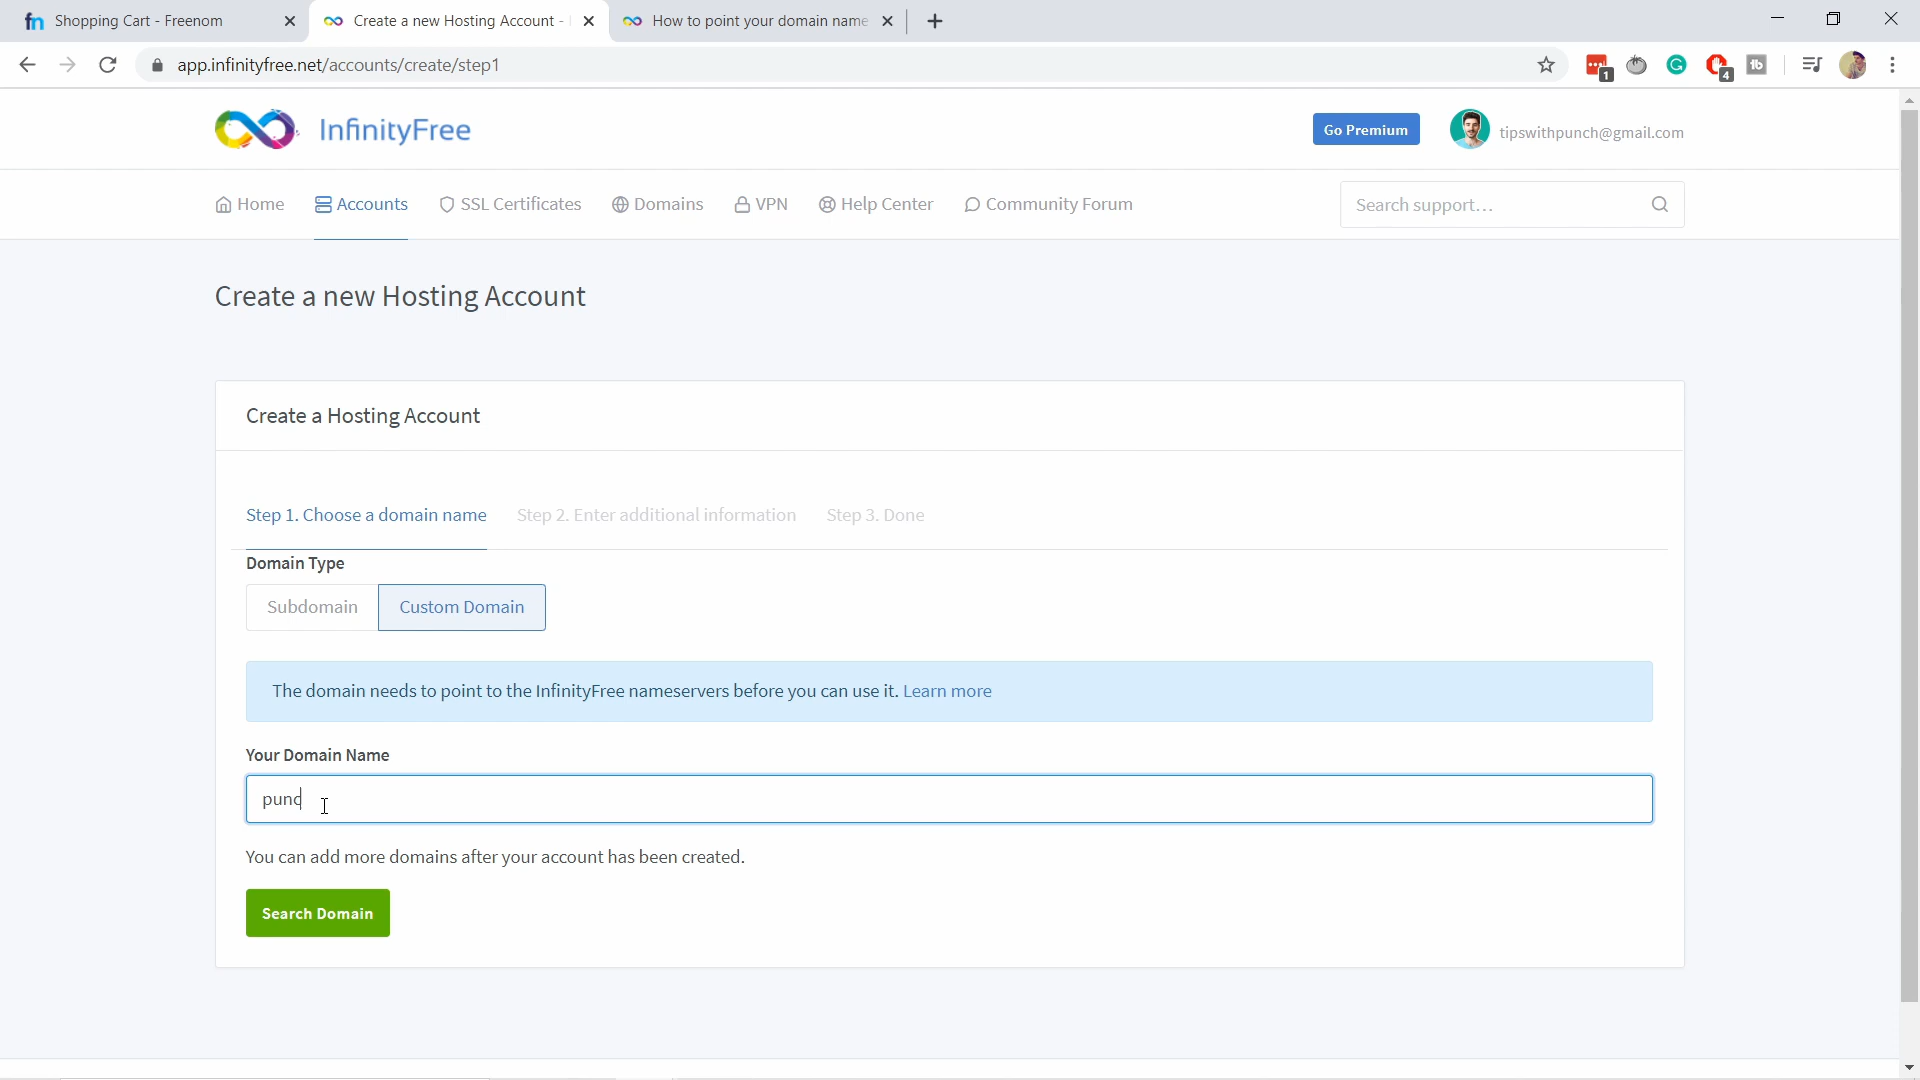 Shopping Cart - Freenom
Create a new Hosting Account -
How to point your domain name
app.infinityfree.net/accounts/create/step1
1
4
InfinityFree
Go Premium
tipswithpunch@gmail.com
Home
Accounts
SSL Certificates
Domains
VPN
Help Center
Community Forum
Search support...
Create a new Hosting Account
Create a Hosting Account
Step 1. Choose a domain name
Step 2. Enter additional information
Step 3. Done
Domain Type
Subdomain
Custom Domain
The domain needs to point to the InfinityFree nameservers before you can use it. Learn more
Your Domain Name
punc
You can add more domains after your account has been created.
Search Domain